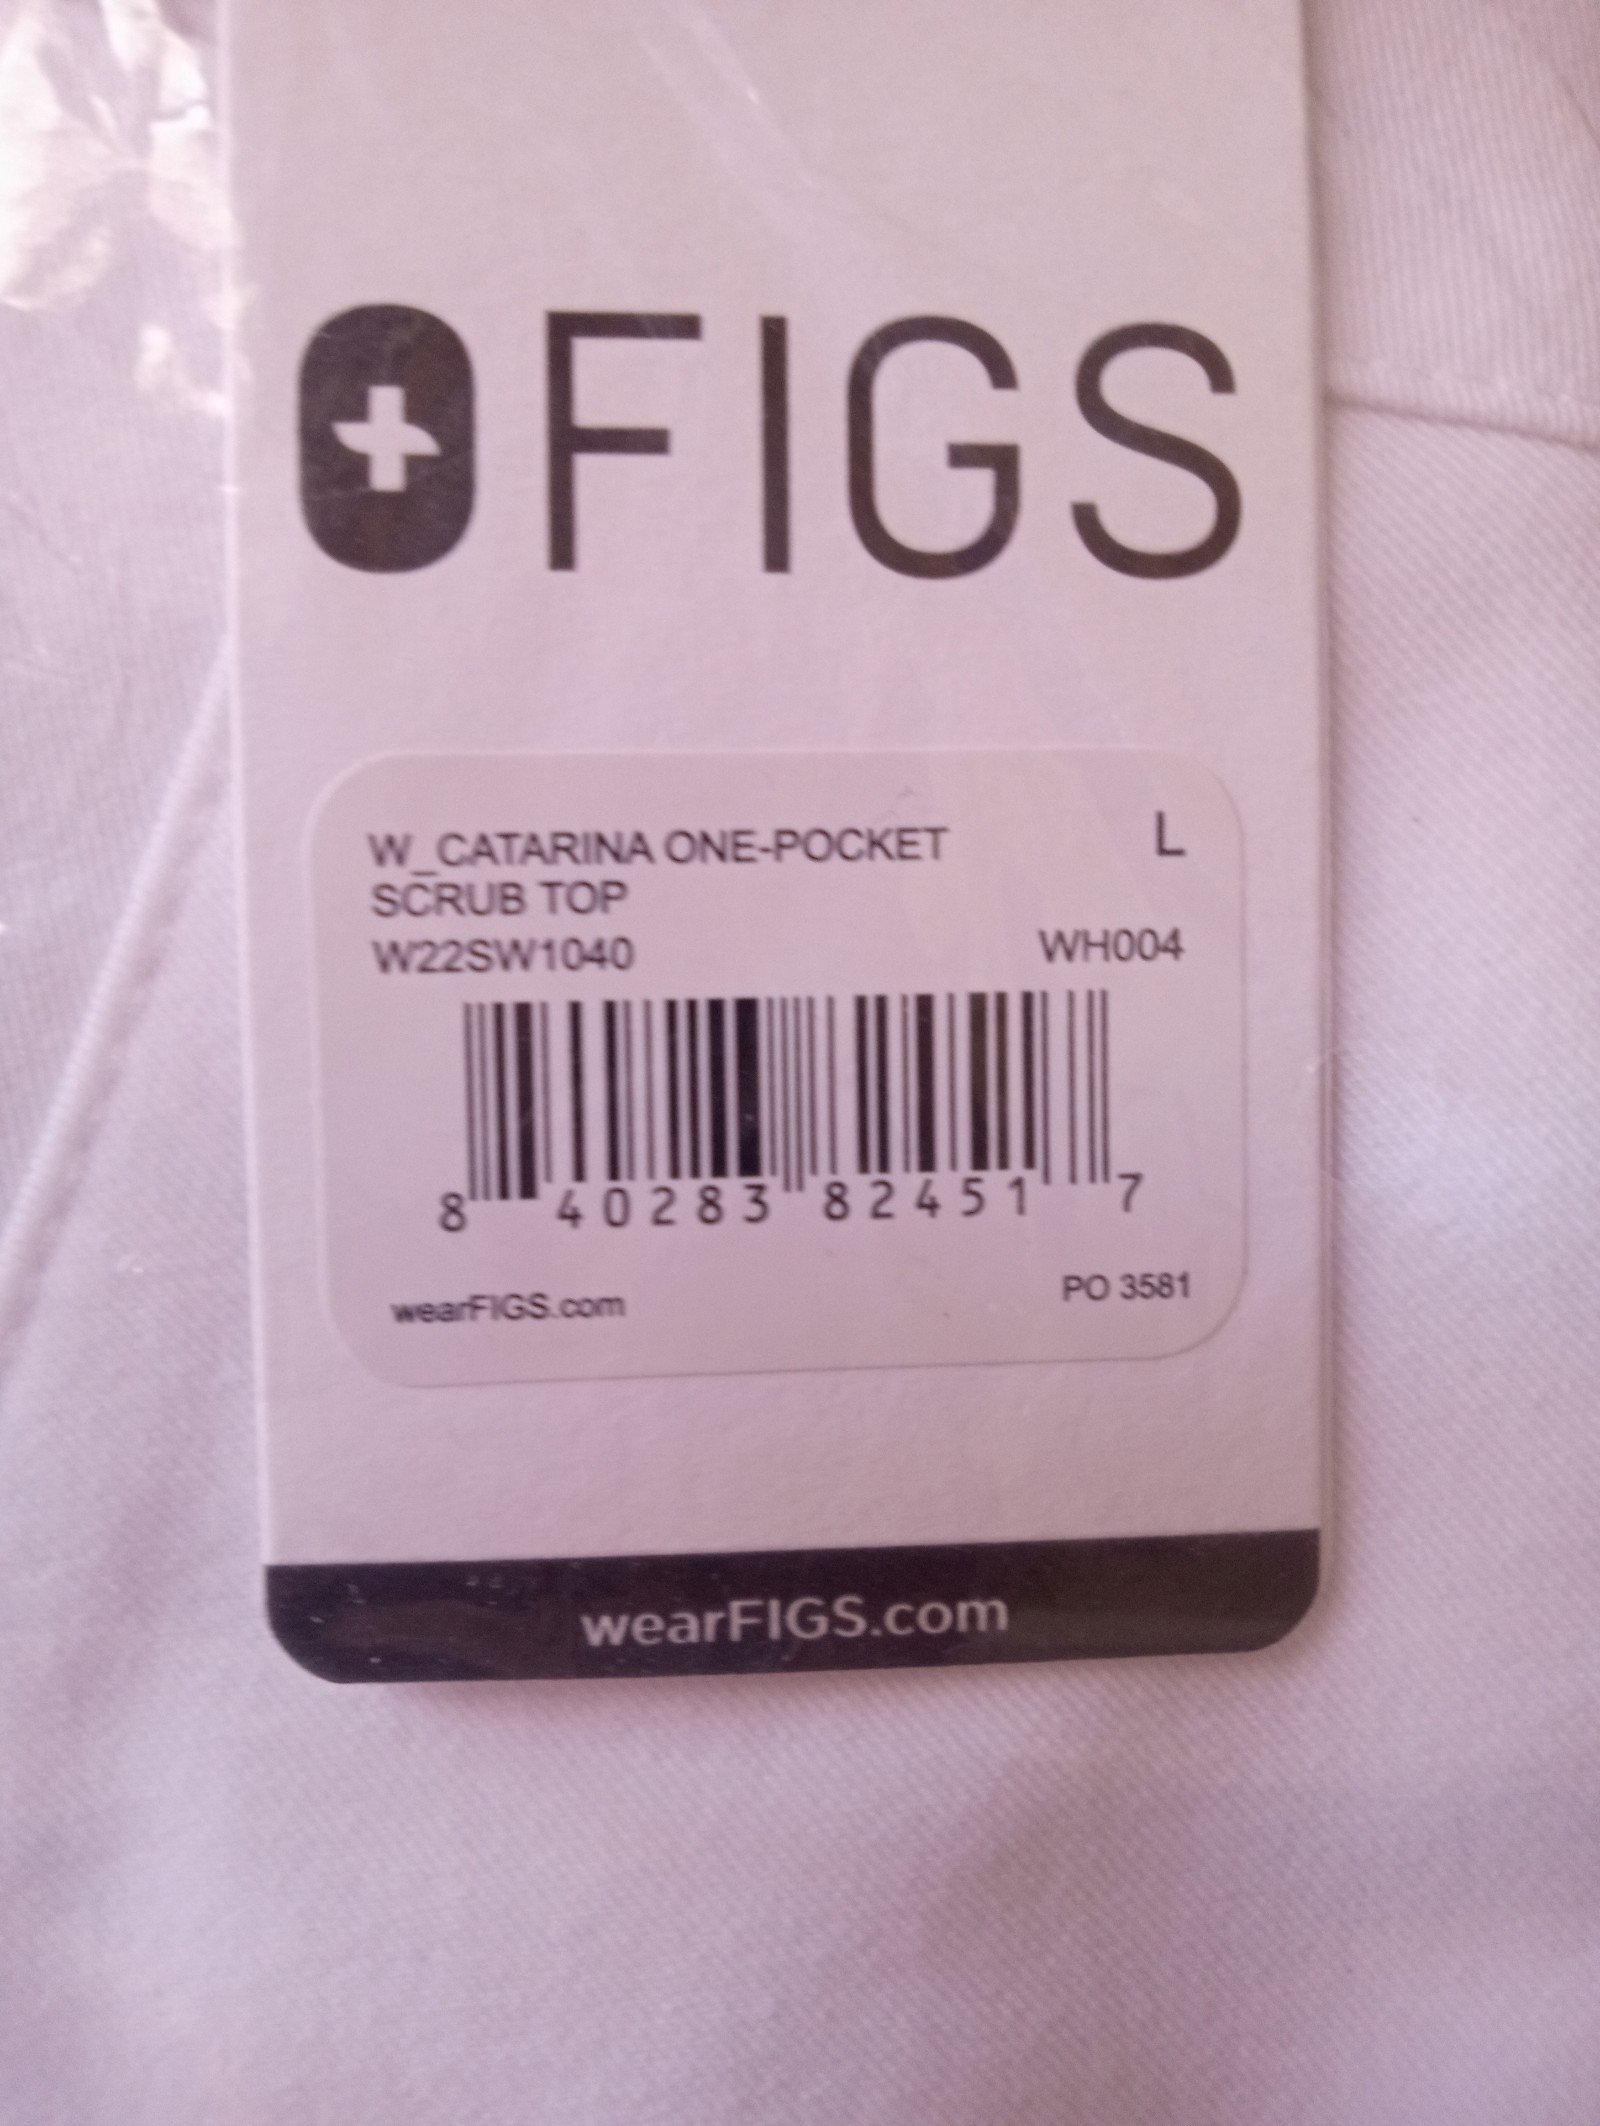 FIGS
W_CATARINA ONE-POCKET L
SCRUB TOP
W22SW1040 WH004
8 40283 82451 7
wearFIGS.com PO 3581
wearFIGS.com